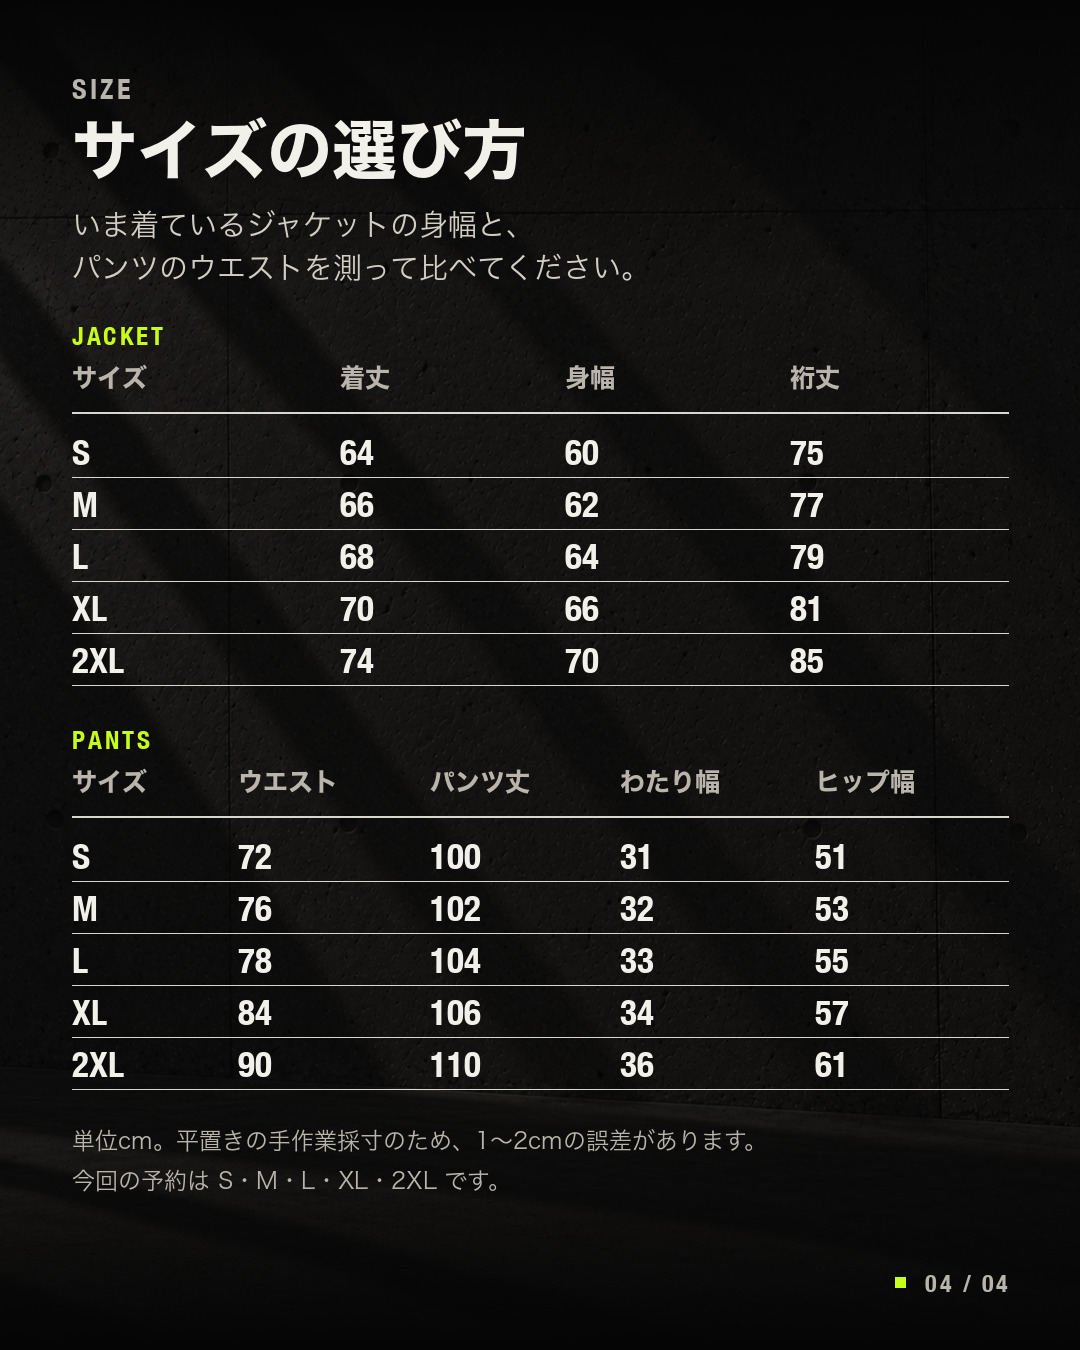 SIZE
サイズの選び方
いま着ているジャケットの身幅と、
パンツのウエストを測って比べてください。
JACKET
サイズ 着丈 身幅 裄丈
S 64 60 75
M 66 62 77
L 68 64 79
XL 70 66 81
2XL 74 70 85
PANTS
サイズ ウエスト パンツ丈 わたり幅 ヒップ幅
S 72 100 31 51
M 76 102 32 53
L 78 104 33 55
XL 84 106 34 57
2XL 90 110 36 61
単位cm。平置きの手作業採寸のため、1〜2cmの誤差があります。
今回の予約は S・M・L・XL・2XL です。
04 / 04